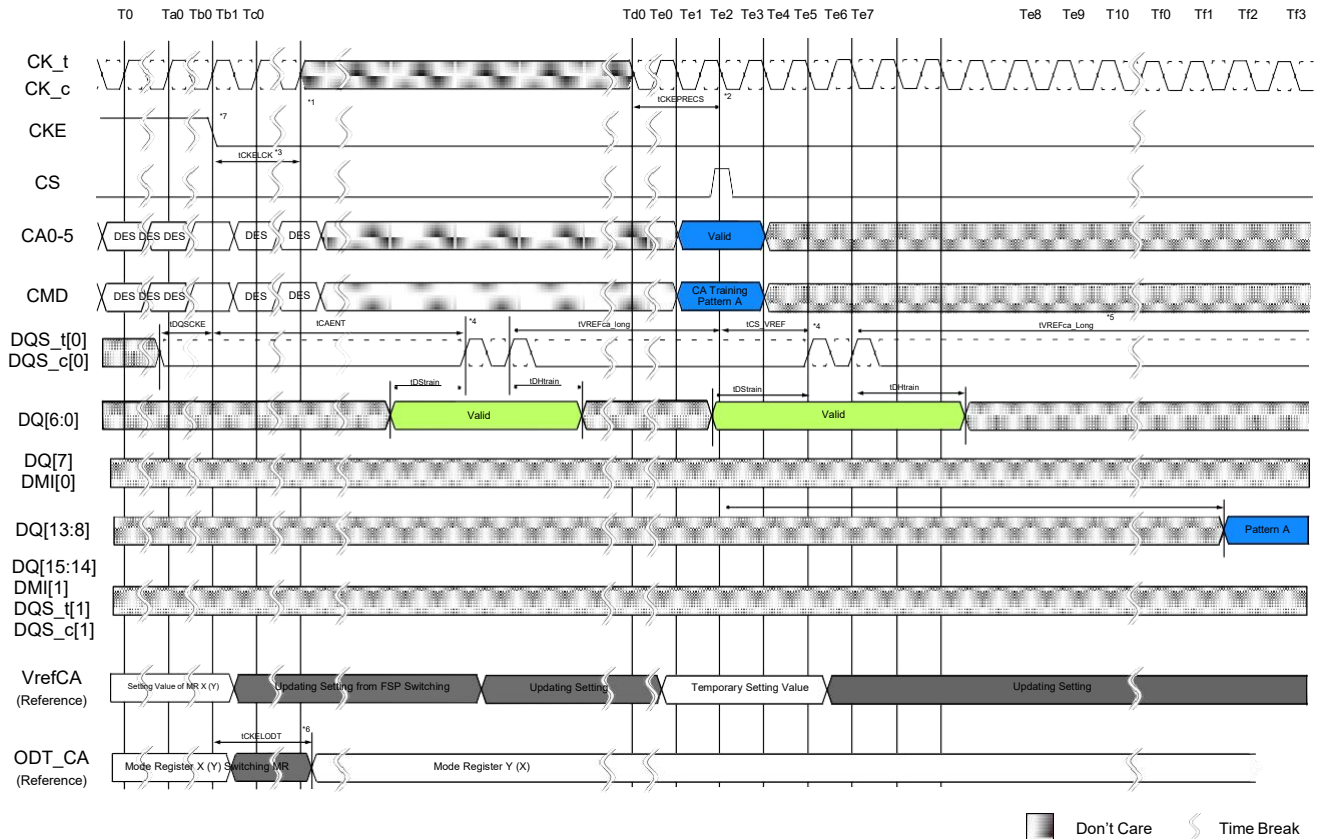 T0 Ta0 Tb0 Tb1 Tc0 Td0 Te0 Te1 Te2 Te3 Te4 Te5 Te6 Te7 Te8 Te9 T10 Tf0 Tf1 Tf2 Tf3
CK_t
CK_c
*1
tCKEPRECS
*2
CKE
*7
tCKELCK
*3
CS
CA0-5
DES DES DES DES DES
Valid
CMD
DES DES DES DES DES
CA Training
Pattern A
DQS_t[0]
DQS_c[0]
tDQSCKE
tCAENT
*4
tVREFca_long
tCS_VREF
*4
tVREFca_Long
*5
tDStrain
tDHtrain
tDStrain
tDHtrain
DQ[6:0]
Valid
Valid
DQ[7]
DMI[0]
DQ[13:8]
Pattern A
DQ[15:14]
DMI[1]
DQS_t[1]
DQS_c[1]
VrefCA
(Reference)
Setting Value of MR X (Y)
Updating Setting from FSP Switching
Updating Setting
Temporary Setting Value
Updating Setting
tCKELODT
*6
ODT_CA
(Reference)
Mode Register X (Y)
Switching MR
Mode Register Y (X)
Don't Care
Time Break